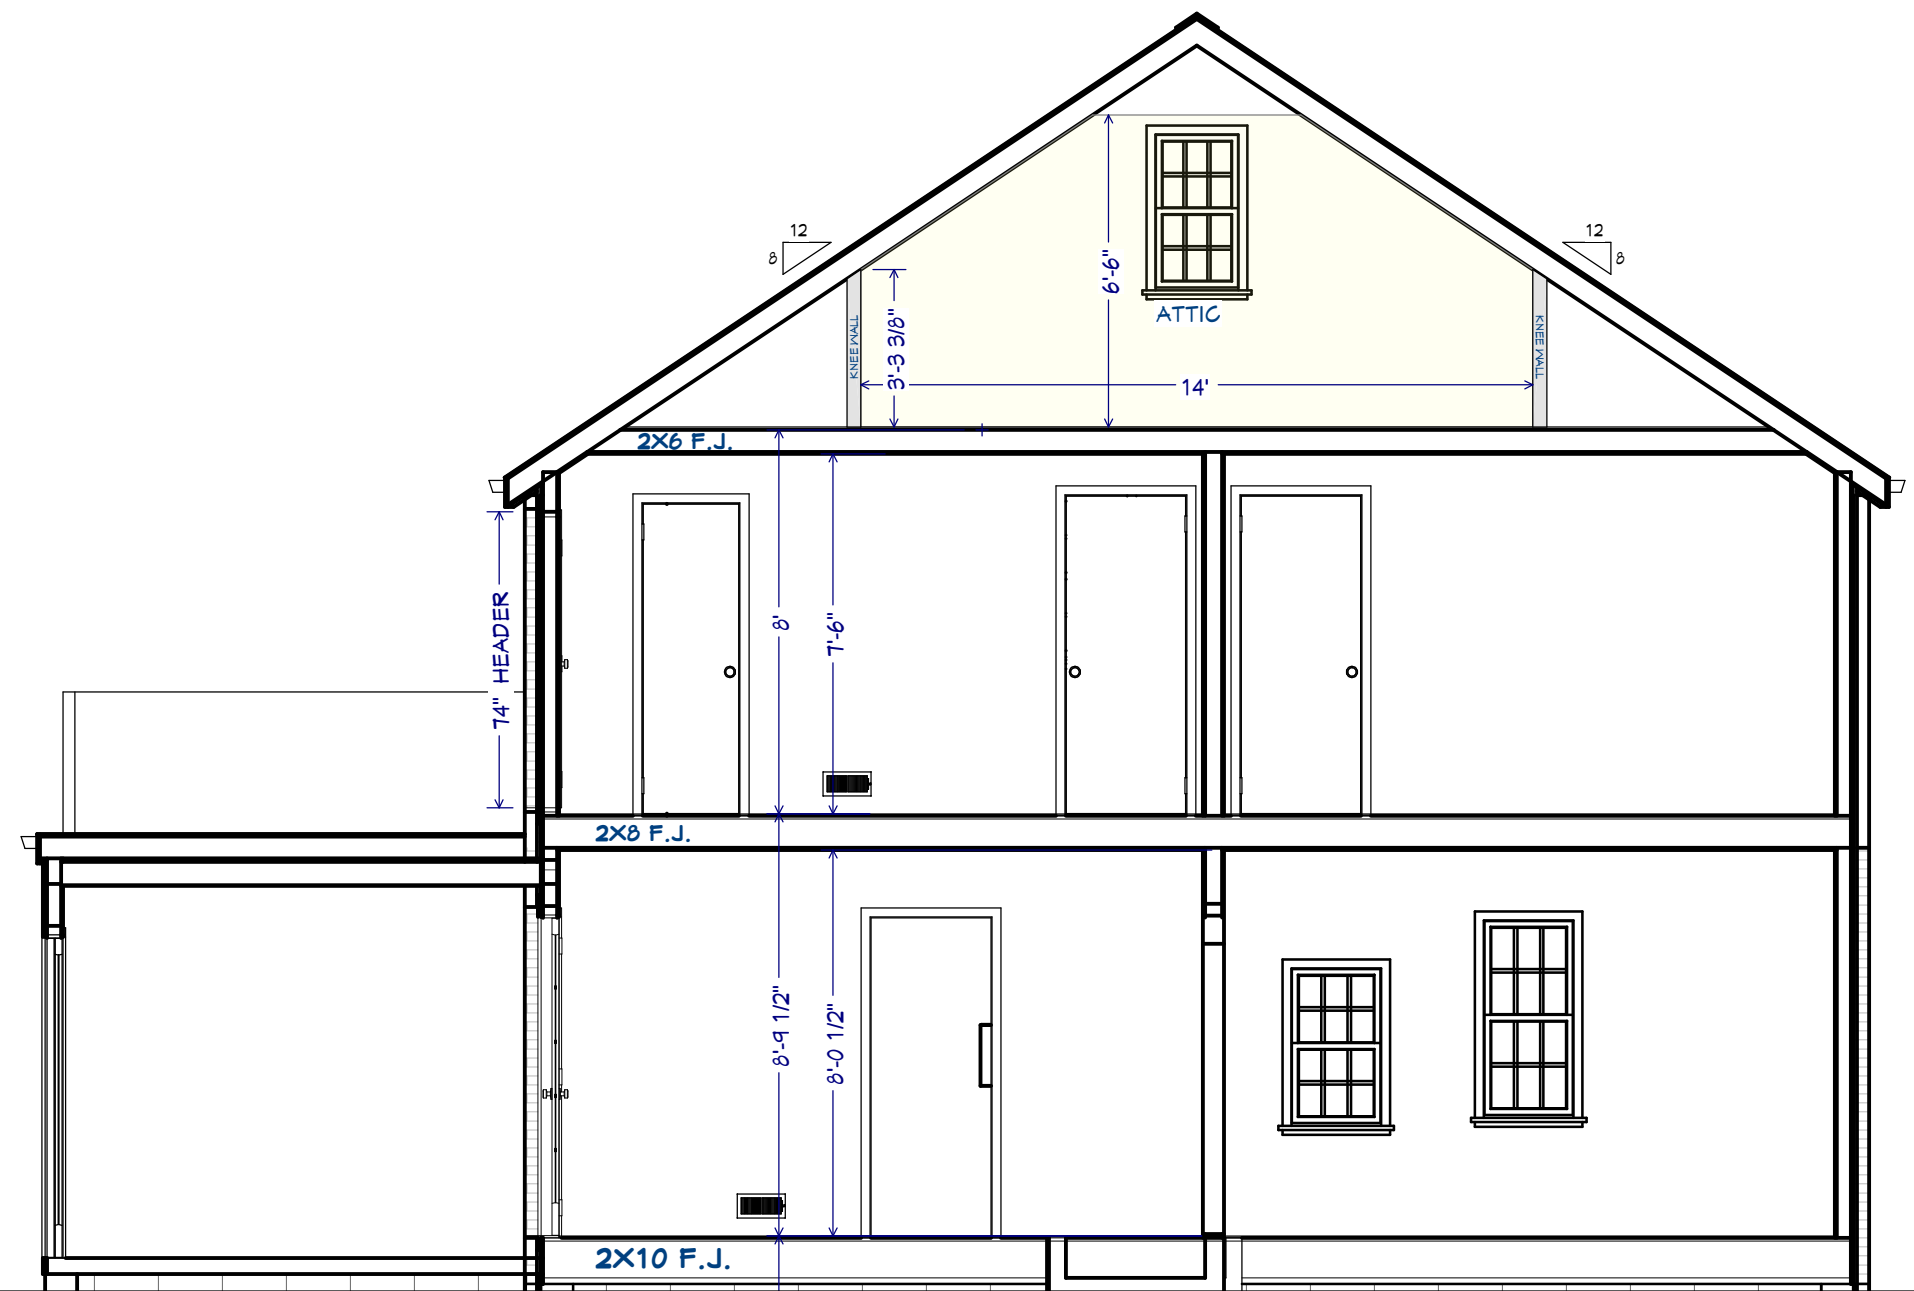 12
8
12
8
6'-6"
ATTIC
KNEE WALL
3'-3 3/8"
KNEE WALL
14'
2X6 F.J.
74" HEADER
8'
7'-6"
2X8 F.J.
8'-9 1/2"
8'-0 1/2"
2X10 F.J.